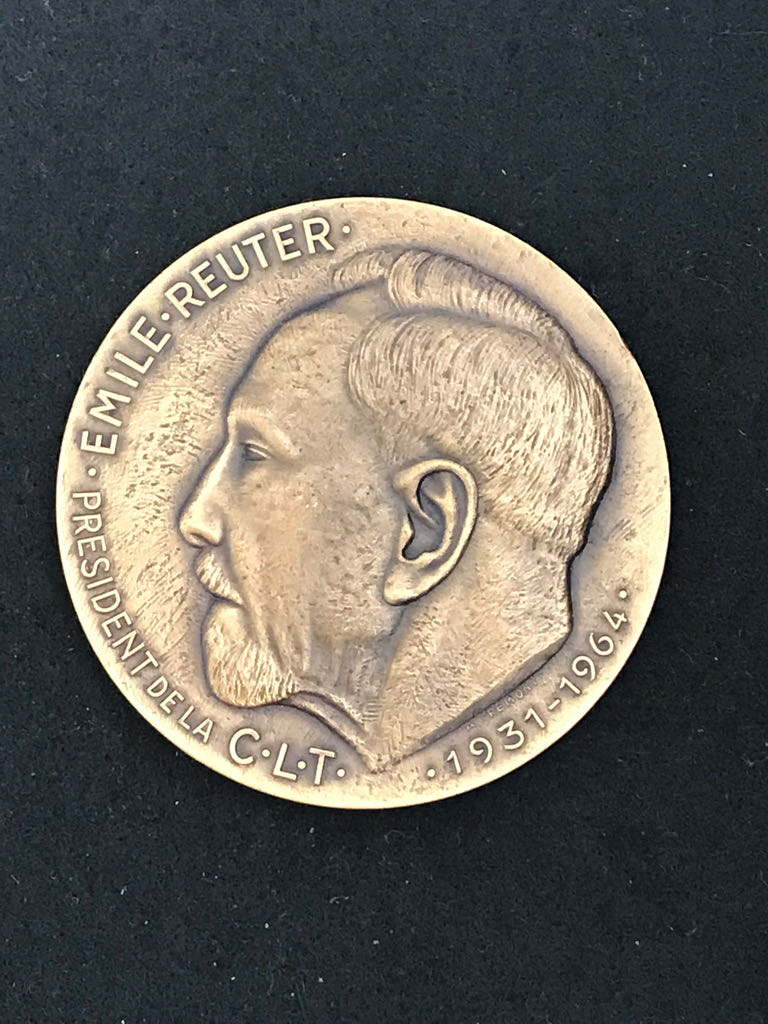 · EMILE · REUTER ·
PRESIDENT DE LA C·L·T·
· 1931-1964 ·